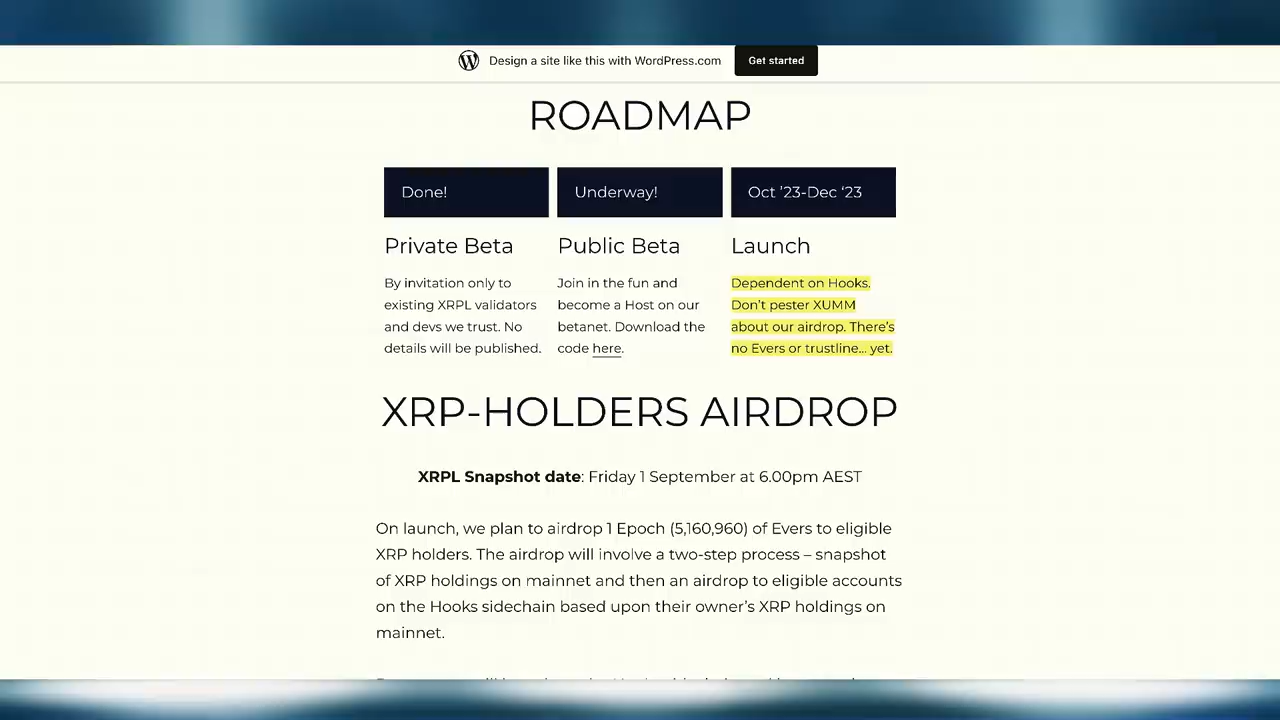 Design a site like this with WordPress.com
Get started
ROADMAP
Done!
Underway!
Oct '23-Dec ‘23
Private Beta
By invitation only to
existing XRPL validators
and devs we trust. No
details will be published.
Public Beta
Join in the fun and
become a Host on our
betanet. Download the
code here.
Launch
Dependent on Hooks.
Don’t pester XUMM
about our airdrop. There’s
no Evers or trustline... yet.
XRP-HOLDERS AIRDROP
XRPL Snapshot date: Friday 1 September at 6.00pm AEST
On launch, we plan to airdrop 1 Epoch (5,160,960) of Evers to eligible
XRP holders. The airdrop will involve a two-step process – snapshot
of XRP holdings on mainnet and then an airdrop to eligible accounts
on the Hooks sidechain based upon their owner’s XRP holdings on
mainnet.